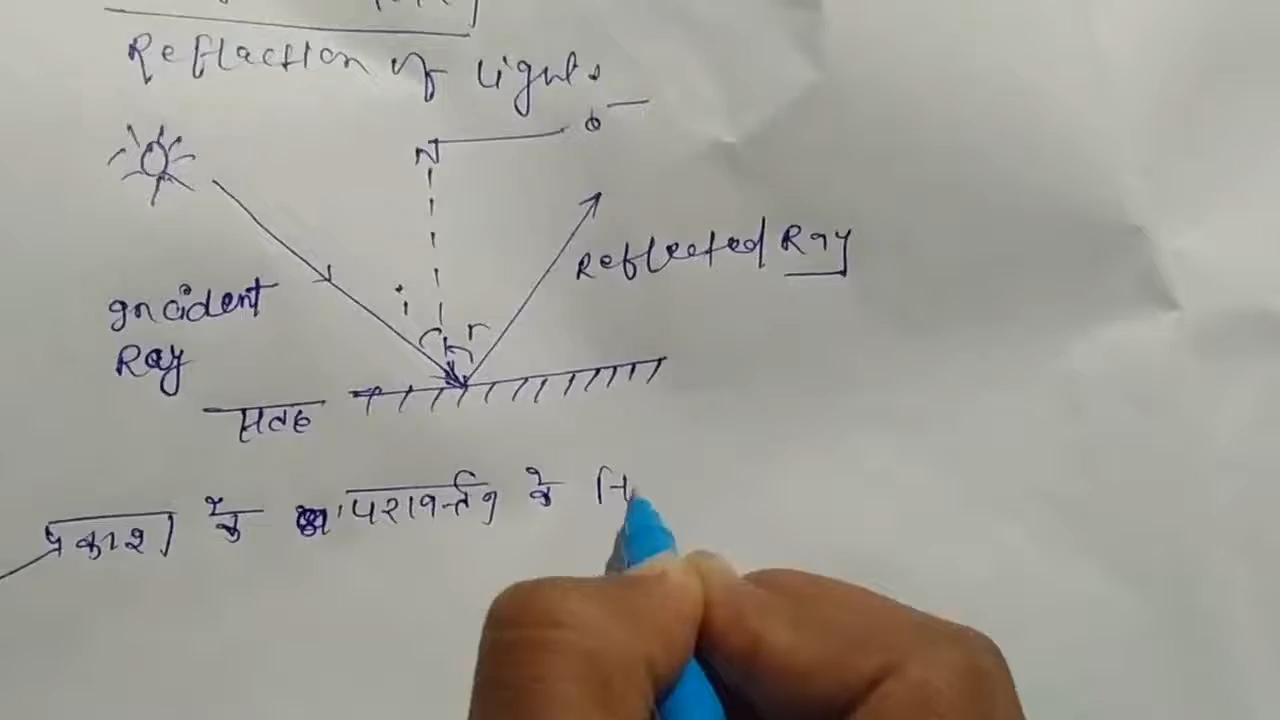 Reflaction of Light.
N
Reflected Ray
Incident
i
r
Ray
सतह
प्रकाश के परावर्तन के नि